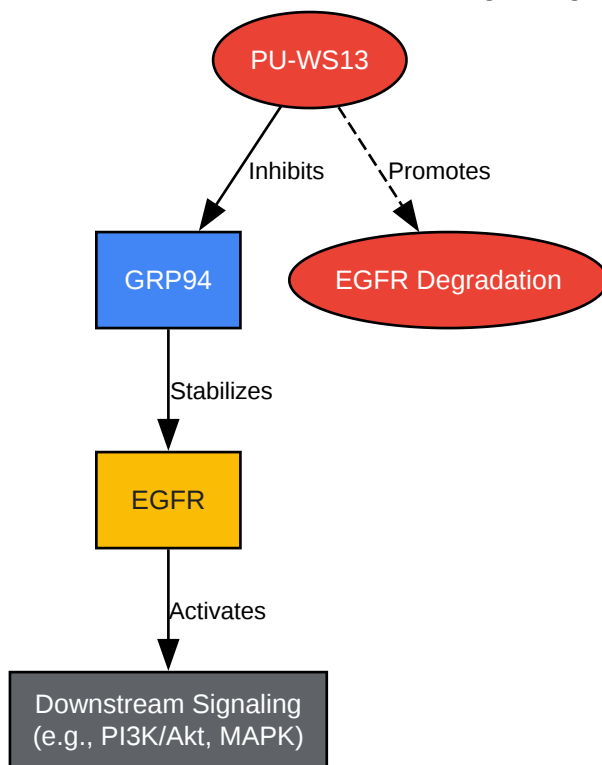 PU-WS13
Inhibits
Promotes
GRP94
EGFR Degradation
Stabilizes
EGFR
Activates
Downstream Signaling
(e.g., PI3K/Akt, MAPK)